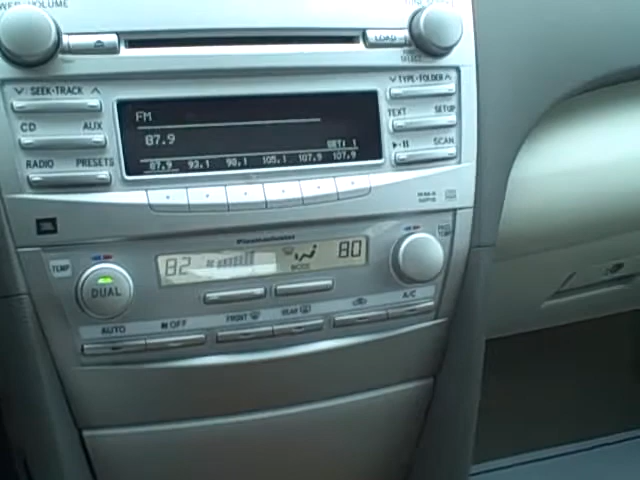 VOLUME
LOAD
SEEK·TRACK
TYPE·FOLDER
FM
TEXT SETUP
CD AUX
87.9
SCAN
RADIO PRESETS
87.9 93.1 98.1 105.1 107.9 107.9
JBL
TEMP
DUAL
82
MODE
80
A/C
AUTO
OFF
FRONT
REAR